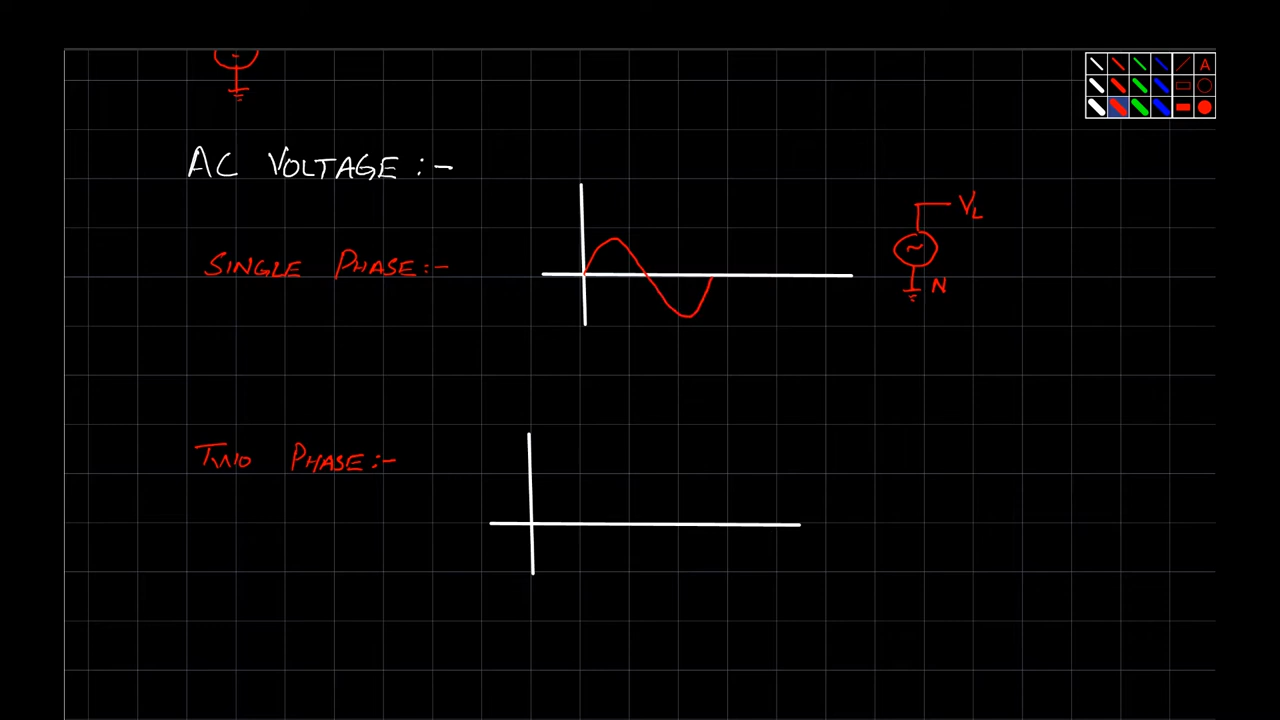 AC VOLTAGE :-
SINGLE PHASE :-
VL
~
N
TWO PHASE :-
A